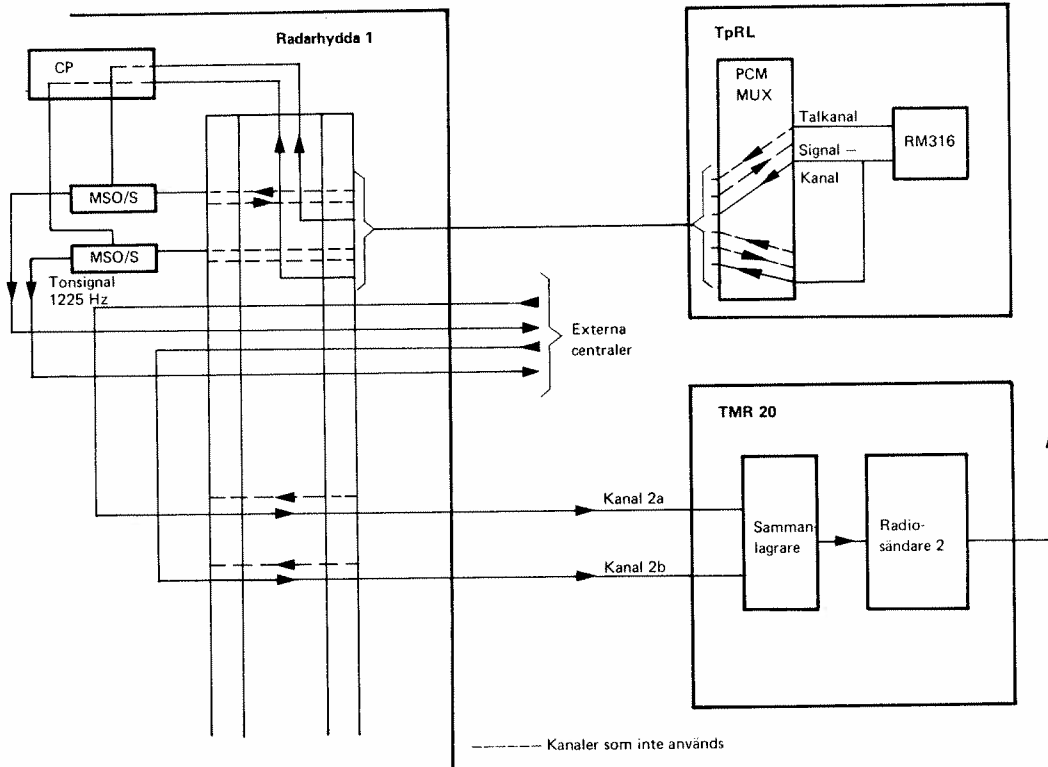 Radarhydda 1
CP
MSO/S
MSO/S
Tonsignal
1225 Hz
Externa
centraler
TpRL
PCM
MUX
Talkanal
Signal –
Kanal
RM316
TMR 20
Kanal 2a
Kanal 2b
Samman-
lagrare
Radio-
sändare 2
Kanaler som inte används